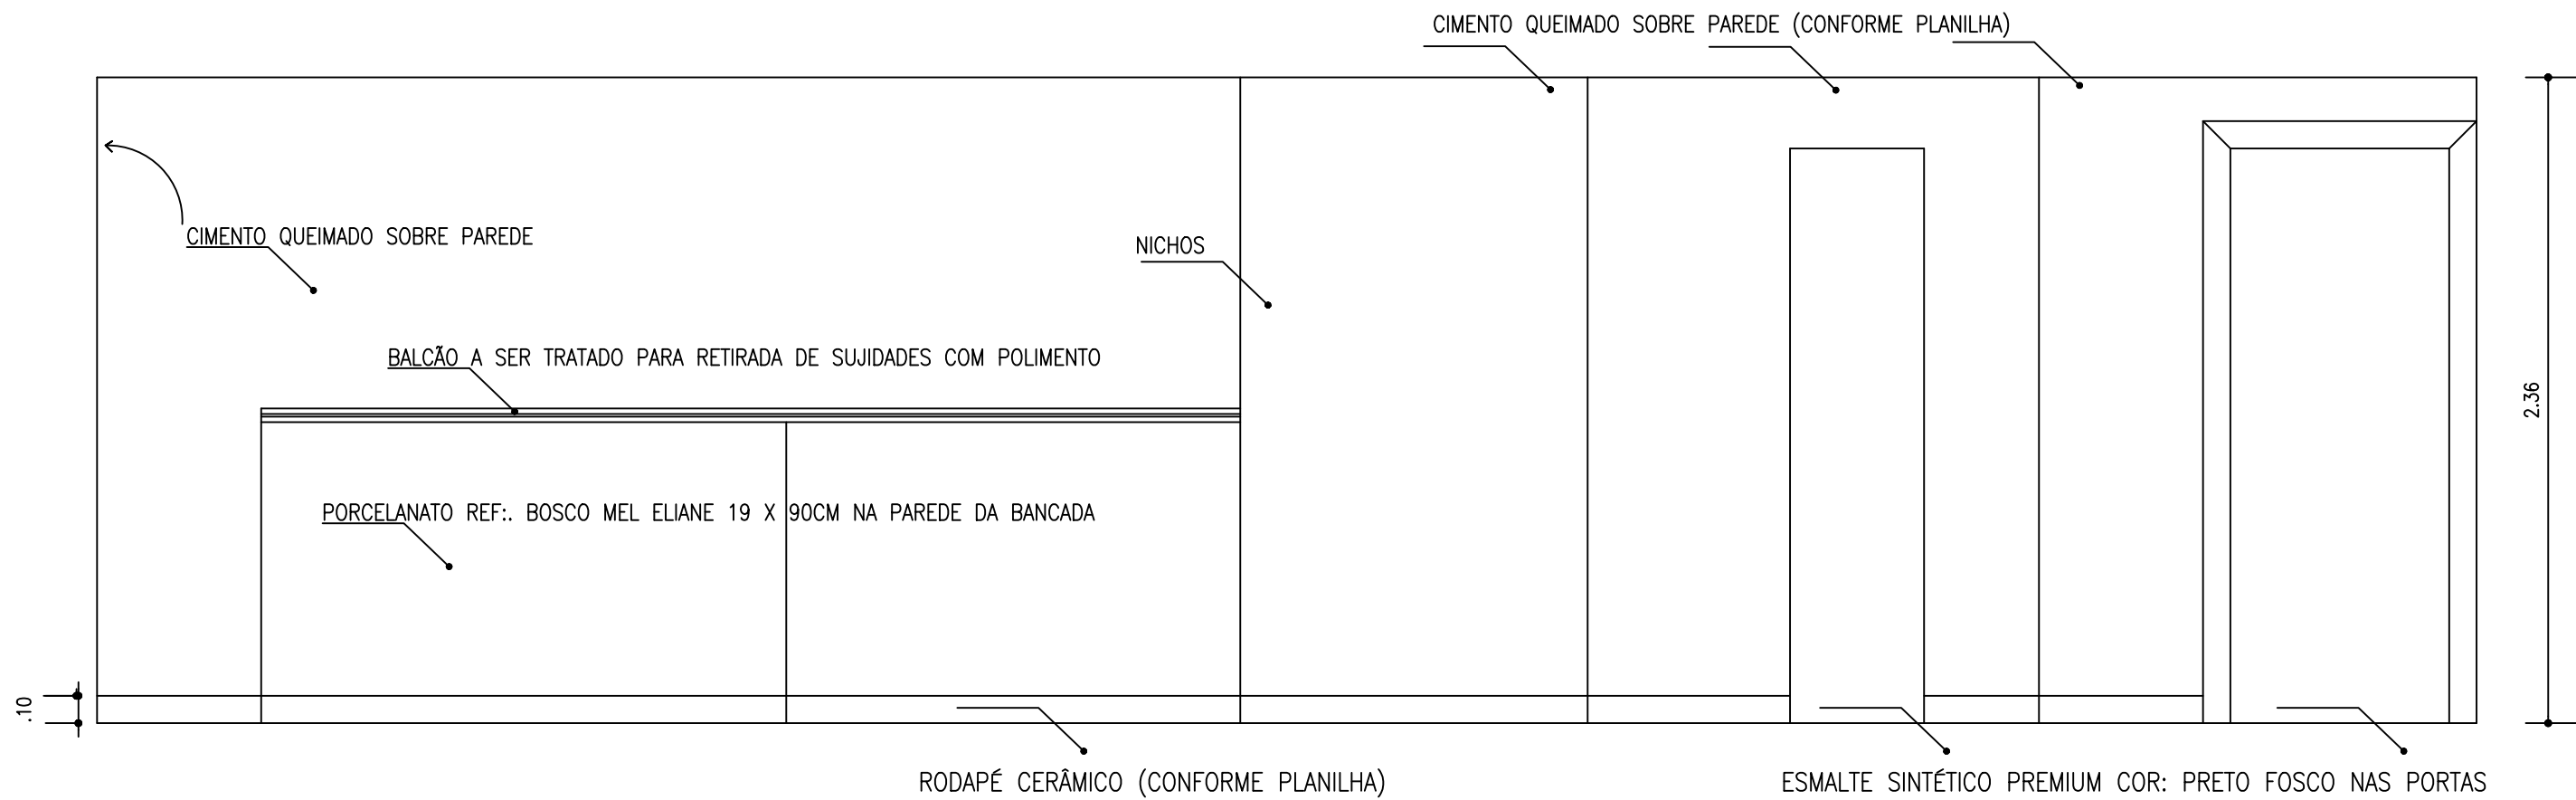 CIMENTO QUEIMADO SOBRE PAREDE (CONFORME PLANILHA)
CIMENTO QUEIMADO SOBRE PAREDE
NICHOS
BALCÃO A SER TRATADO PARA RETIRADA DE SUJIDADES COM POLIMENTO
2.36
PORCELANATO REF:. BOSCO MEL ELIANE 19 X 90CM NA PAREDE DA BANCADA
.10
RODAPÉ CERÂMICO (CONFORME PLANILHA)
ESMALTE SINTÉTICO PREMIUM COR: PRETO FOSCO NAS PORTAS